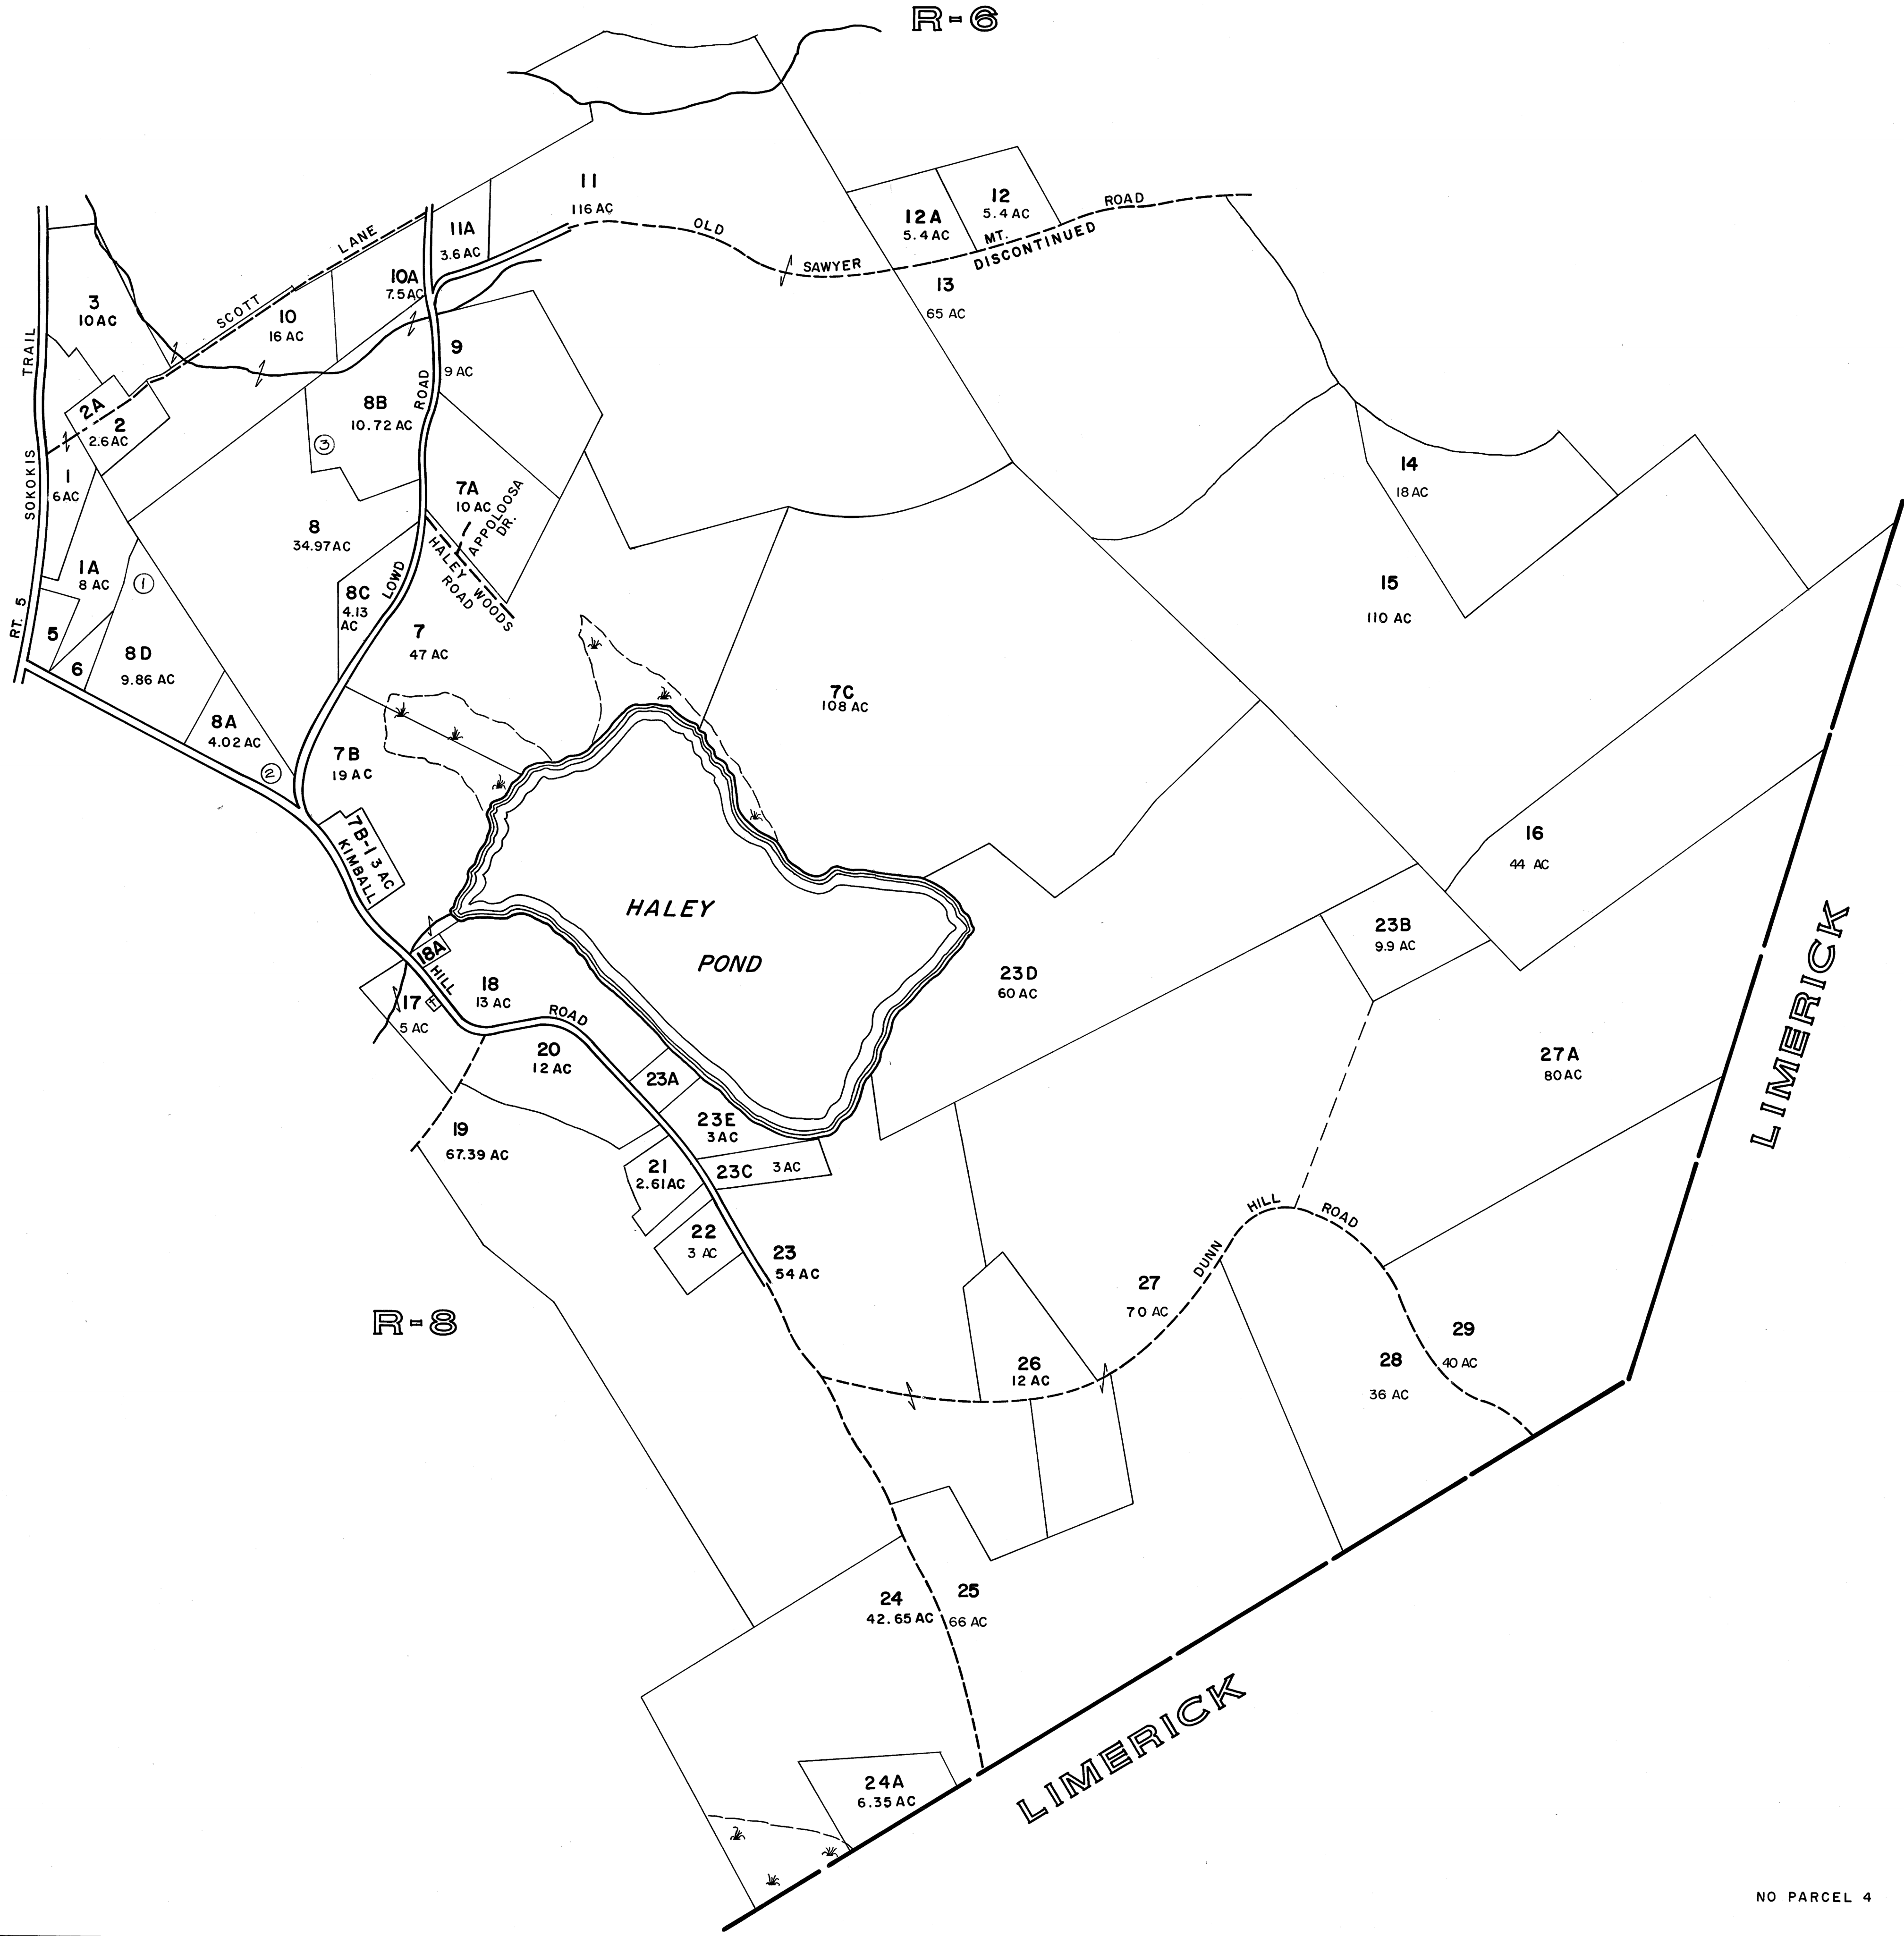 R-6
11
116 AC
11A
3.6 AC
OLD
SAWYER
MT.
ROAD
DISCONTINUED
12A
5.4 AC
12
5.4 AC
13
65 AC
SCOTT
LANE
10A
7.5 AC
10
16 AC
3
10 AC
2A
2
2.6 AC
TRAIL
SOKOKIS
RT. 5
1
6 AC
1A
8 AC
1
5
6
8D
9.86 AC
8A
4.02 AC
2
9
9 AC
ROAD
LOWD
8B
10.72 AC
3
8
34.97 AC
8C
4.13
AC
7A
10 AC
APPOLOOSA
DR.
HALEY WOODS
ROAD
7
47 AC
7B
19 AC
7B-1 3 AC
KIMBALL
HILL
ROAD
7C
108 AC
14
18 AC
15
110 AC
16
44 AC
HALEY
POND
18A
17
5 AC
18
13 AC
20
12 AC
19
67.39 AC
23A
23E
3 AC
23C 3 AC
21
2.61 AC
22
3 AC
23
54 AC
23D
60 AC
23B
9.9 AC
27A
80 AC
LIMERICK
27
70 AC
DUNN
HILL
ROAD
26
12 AC
28
36 AC
29
40 AC
R-8
24
42.65 AC
25
66 AC
24A
6.35 AC
LIMERICK
NO PARCEL 4